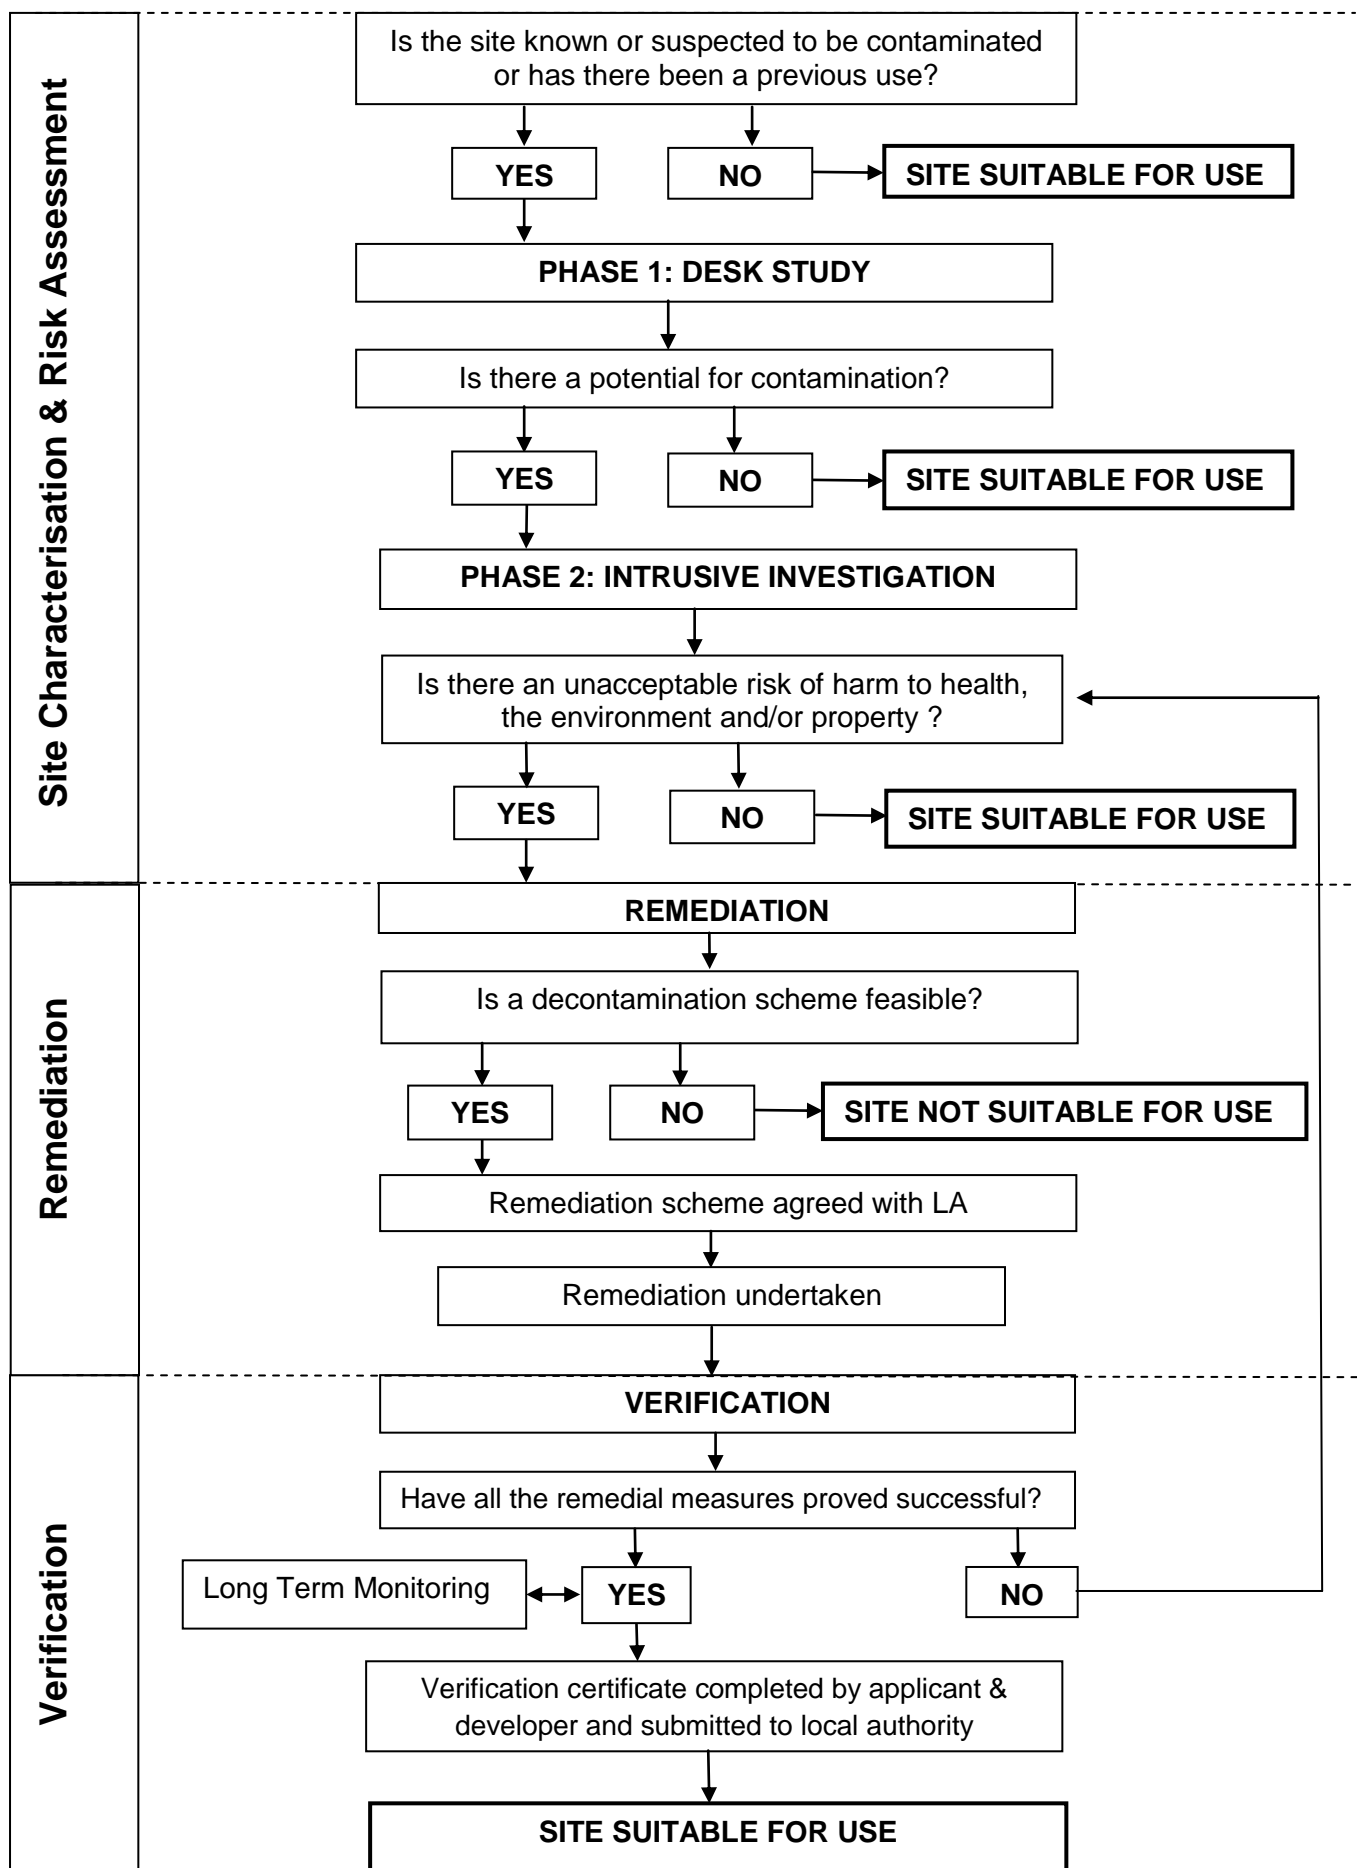 Site Characterisation & Risk Assessment
Is the site known or suspected to be contaminated
or has there been a previous use?
YES
NO
SITE SUITABLE FOR USE
PHASE 1: DESK STUDY
Is there a potential for contamination?
YES
NO
SITE SUITABLE FOR USE
PHASE 2: INTRUSIVE INVESTIGATION
Is there an unacceptable risk of harm to health,
the environment and/or property ?
YES
NO
SITE SUITABLE FOR USE
Remediation
REMEDIATION
Is a decontamination scheme feasible?
YES
NO
SITE NOT SUITABLE FOR USE
Remediation scheme agreed with LA
Remediation undertaken
Verification
VERIFICATION
Have all the remedial measures proved successful?
Long Term Monitoring
YES
NO
Verification certificate completed by applicant &
developer and submitted to local authority
SITE SUITABLE FOR USE